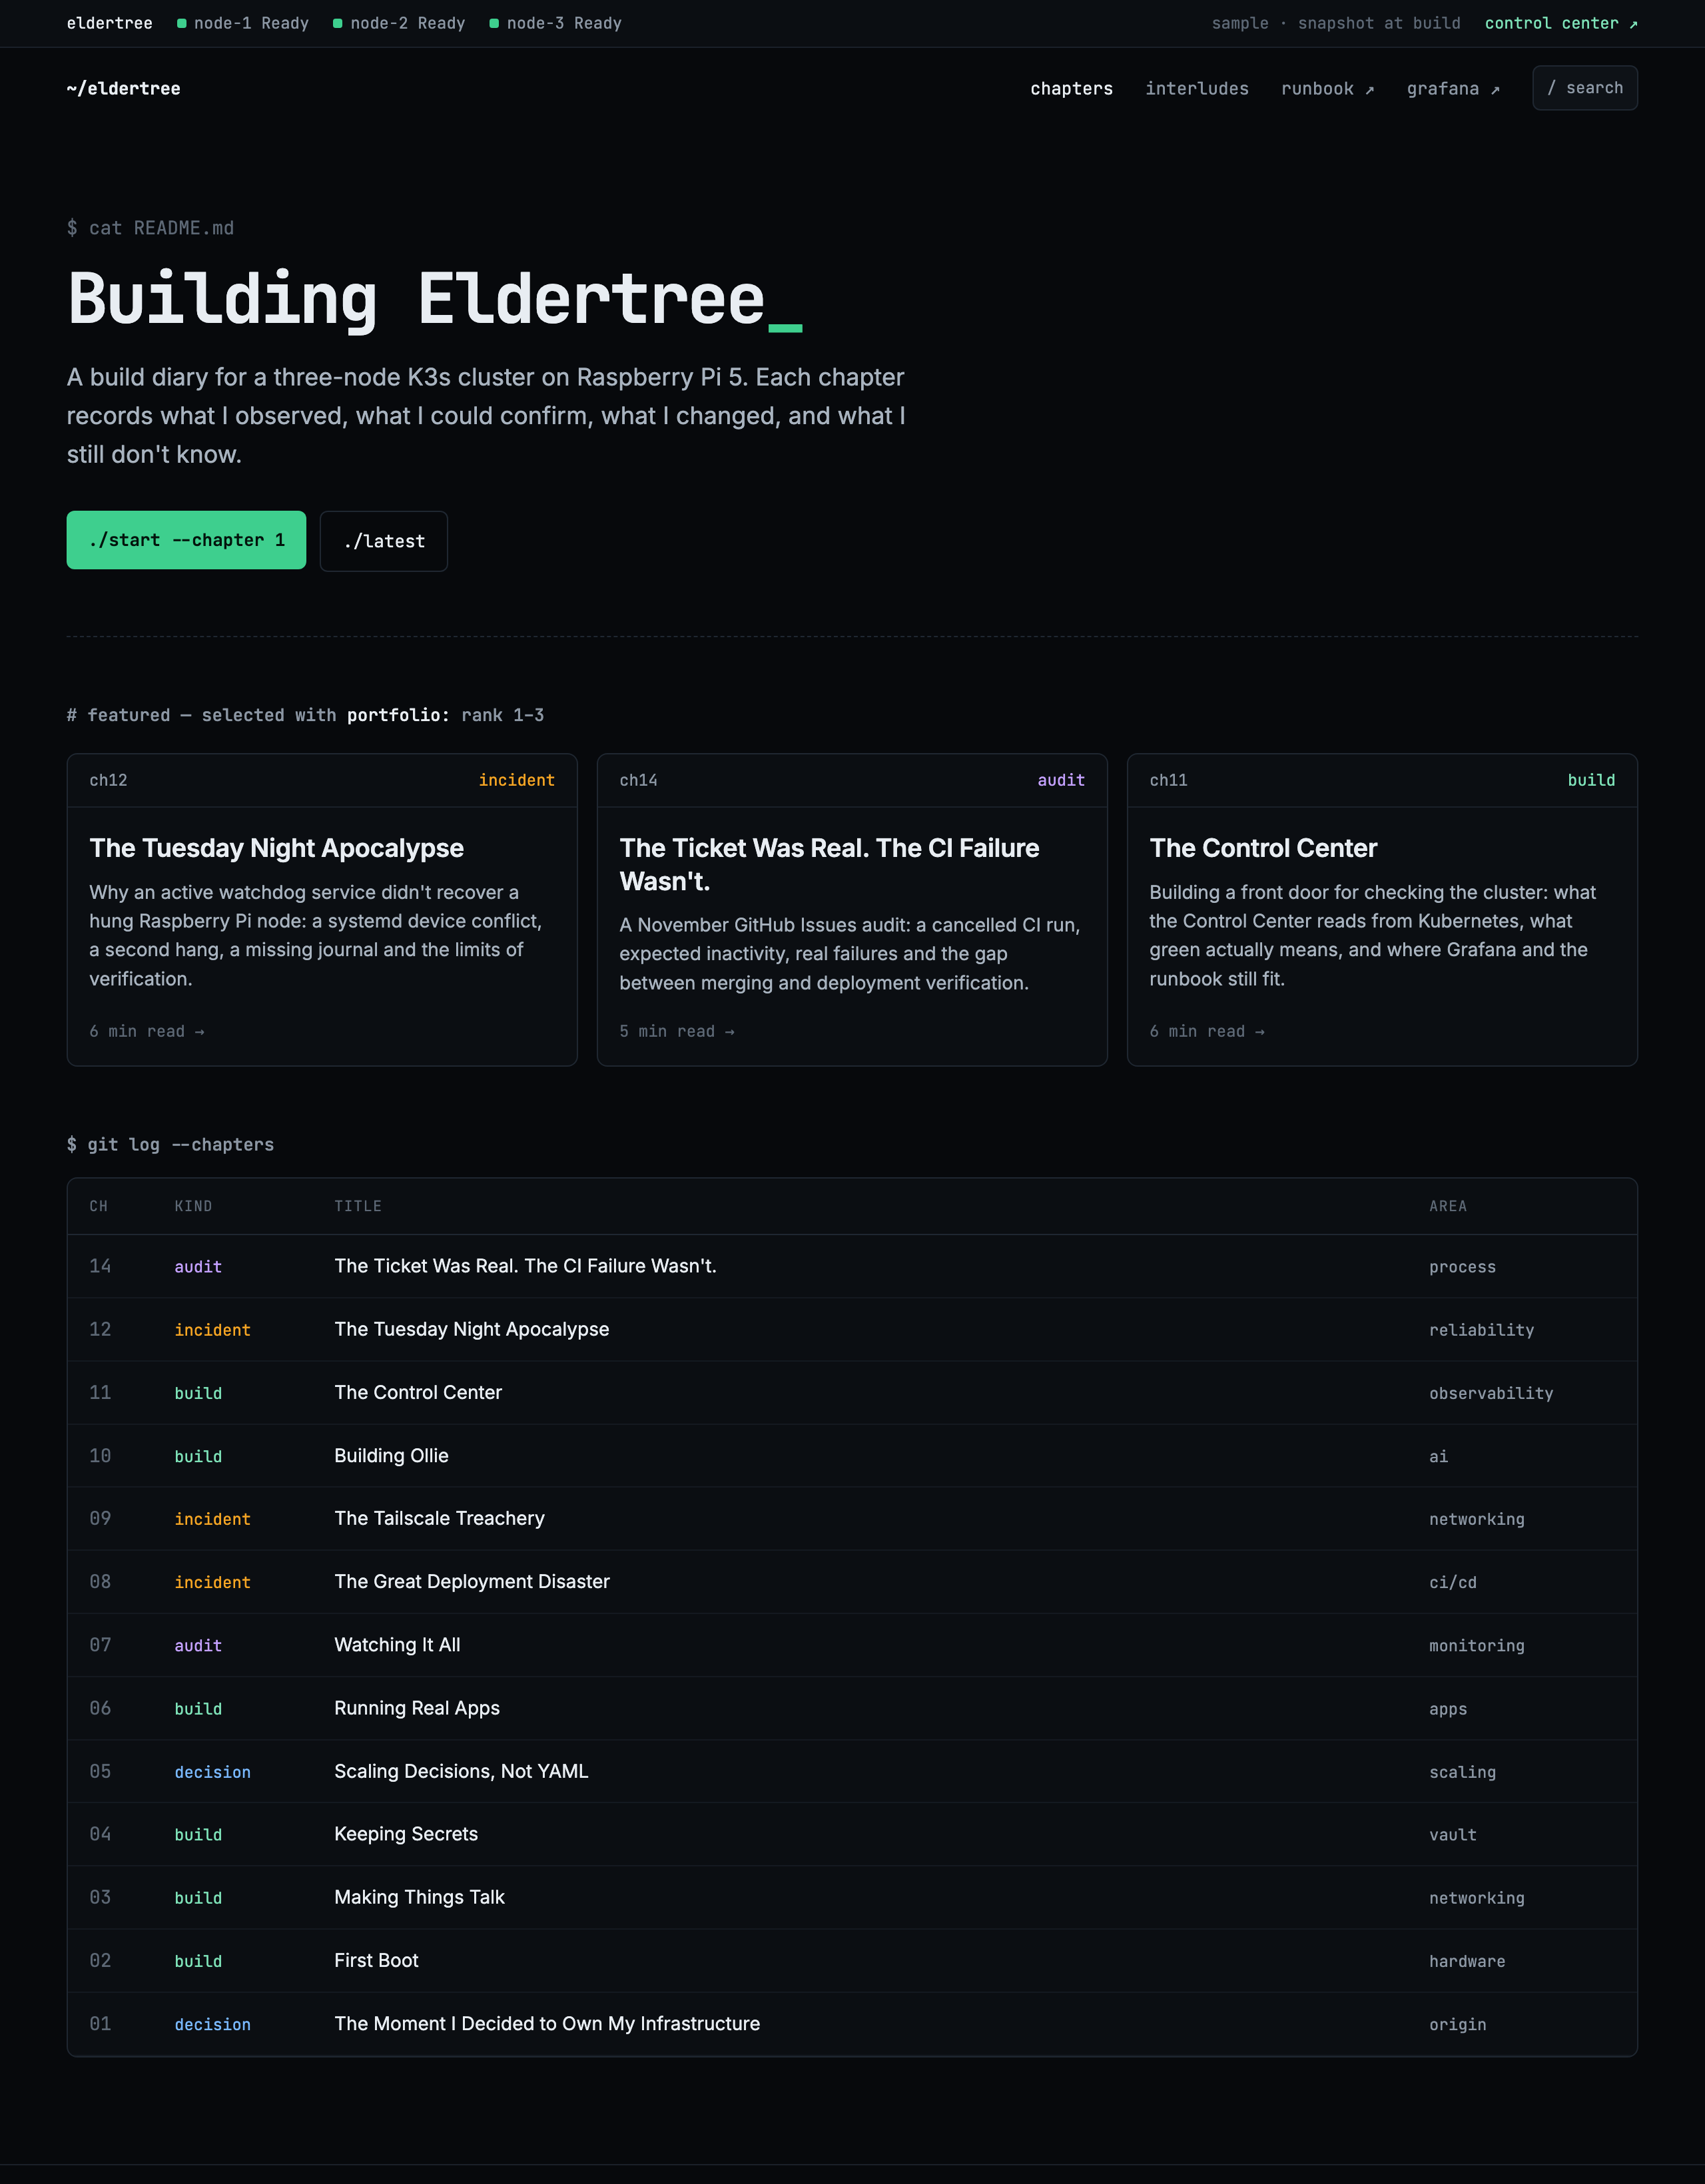 eldertree node-1 Ready node-2 Ready node-3 Ready sample · snapshot at build control center ↗
~/eldertree chapters interludes runbook ↗ grafana ↗ / search
$ cat README.md
Building Eldertree_
A build diary for a three-node K3s cluster on Raspberry Pi 5. Each chapter
records what I observed, what I could confirm, what I changed, and what I
still don't know.
./start --chapter 1 ./latest
# featured — selected with portfolio: rank 1–3
ch12 incident
The Tuesday Night Apocalypse
Why an active watchdog service didn't recover a
hung Raspberry Pi node: a systemd device conflict,
a second hang, a missing journal and the limits of
verification.
6 min read →
ch14 audit
The Ticket Was Real. The CI Failure
Wasn't.
A November GitHub Issues audit: a cancelled CI run,
expected inactivity, real failures and the gap
between merging and deployment verification.
5 min read →
ch11 build
The Control Center
Building a front door for checking the cluster: what
the Control Center reads from Kubernetes, what
green actually means, and where Grafana and the
runbook still fit.
6 min read →
$ git log --chapters
CH KIND TITLE AREA
14 audit The Ticket Was Real. The CI Failure Wasn't. process
12 incident The Tuesday Night Apocalypse reliability
11 build The Control Center observability
10 build Building Ollie ai
09 incident The Tailscale Treachery networking
08 incident The Great Deployment Disaster ci/cd
07 audit Watching It All monitoring
06 build Running Real Apps apps
05 decision Scaling Decisions, Not YAML scaling
04 build Keeping Secrets vault
03 build Making Things Talk networking
02 build First Boot hardware
01 decision The Moment I Decided to Own My Infrastructure origin